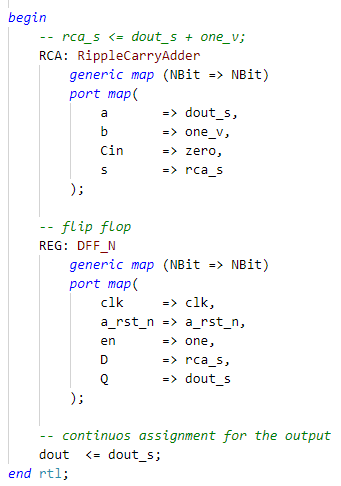 begin
-- rca_s <= dout_s + one_v;
RCA: RippleCarryAdder
generic map (NBit => NBit)
port map(
a => dout_s,
b => one_v,
Cin => zero,
s => rca_s
);
-- flip flop
REG: DFF_N
generic map (NBit => NBit)
port map(
clk => clk,
a_rst_n => a_rst_n,
en => one,
D => rca_s,
Q => dout_s
);
-- continuos assignment for the output
dout <= dout_s;
end rtl;